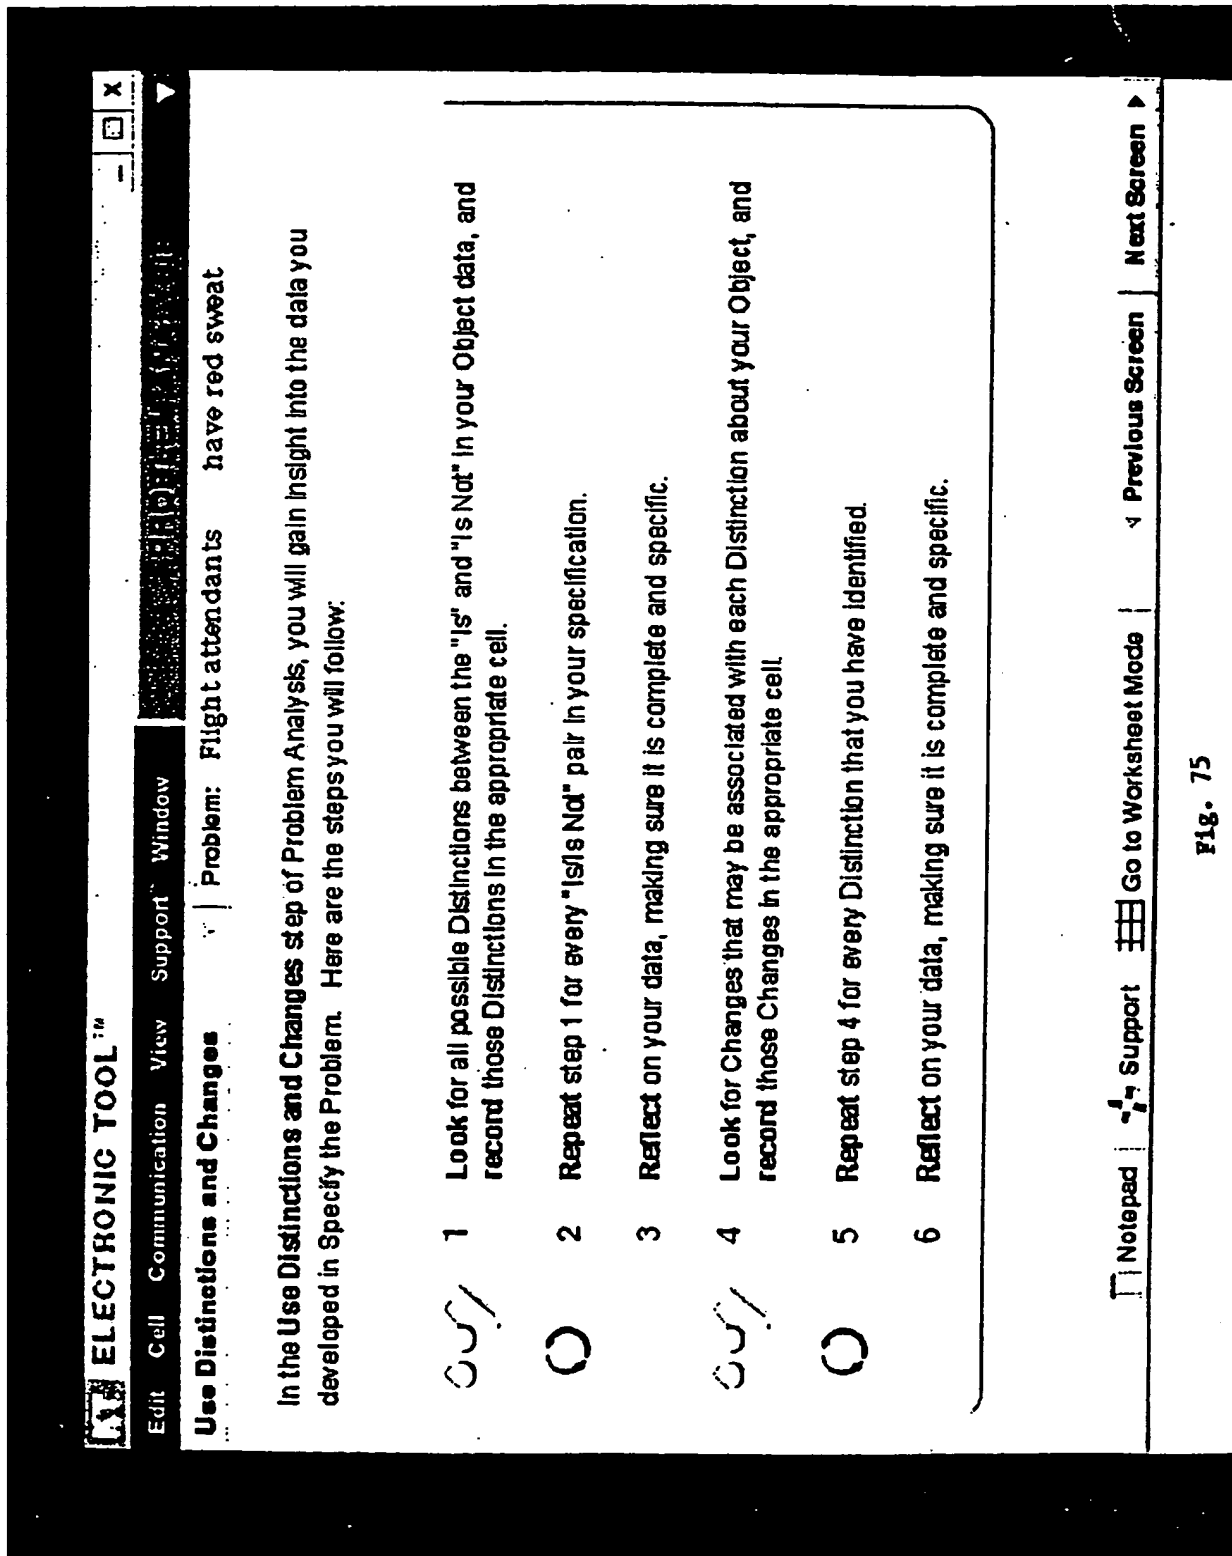 ELECTRONIC TOOL™
Edit Cell Communication View Support Window
Use Distinctions and Changes Problem: Flight attendants have red sweat
In the Use Distinctions and Changes step of Problem Analysis, you will gain insight into the data you
developed in Specify the Problem. Here are the steps you will follow:
1 Look for all possible Distinctions between the "Is" and "Is Not" in your Object data, and
record those Distinctions in the appropriate cell.
2 Repeat step 1 for every "Is/Is Not" pair in your specification.
3 Reflect on your data, making sure it is complete and specific.
4 Look for Changes that may be associated with each Distinction about your Object, and
record those Changes in the appropriate cell.
5 Repeat step 4 for every Distinction that you have identified.
6 Reflect on your data, making sure it is complete and specific.
Notepad Support Go to Worksheet Mode Previous Screen Next Screen
Fig. 75